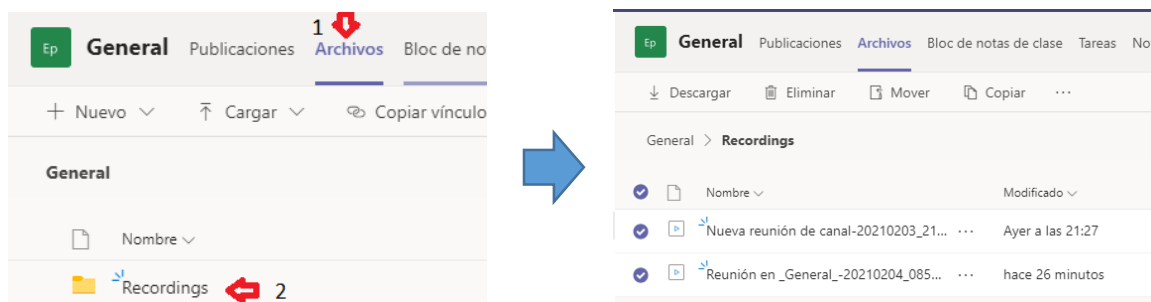 1
Ep General Publicaciones Archivos Bloc de no
+ Nuevo Cargar Copiar vínculo
General
Nombre
Recordings 2
Ep General Publicaciones Archivos Bloc de notas de clase Tareas No
Descargar Eliminar Mover Copiar ...
General > Recordings
Nombre Modificado
Nueva reunión de canal-20210203_21... ... Ayer a las 21:27
Reunión en _General_-20210204_085... ... hace 26 minutos